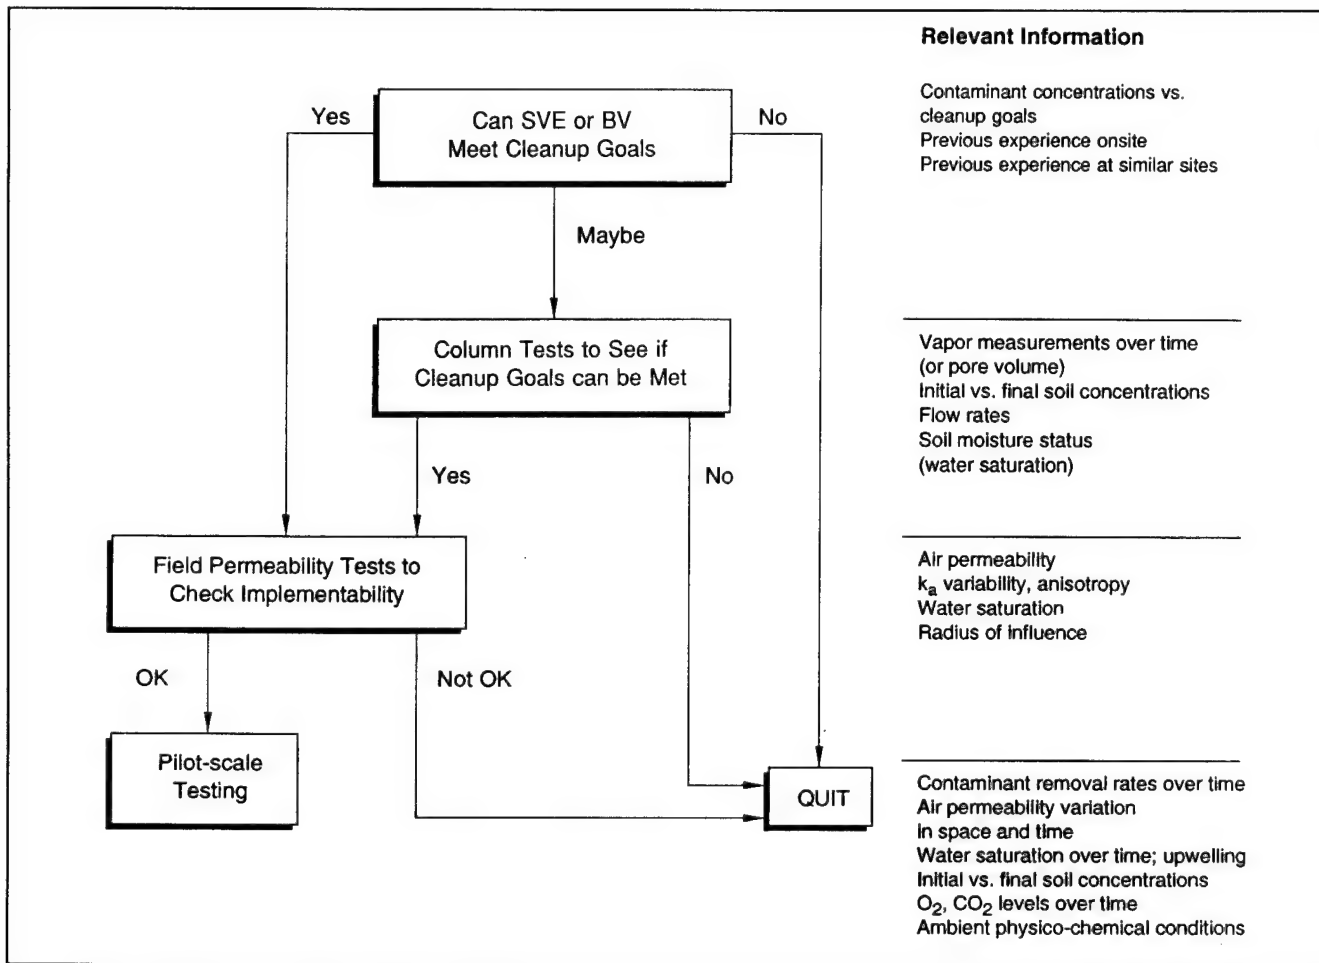 Relevant Information
Yes
Can SVE or BV
Meet Cleanup Goals
No
Contaminant concentrations vs.
cleanup goals
Previous experience onsite
Previous experience at similar sites
Maybe
Column Tests to See if
Cleanup Goals can be Met
Vapor measurements over time
(or pore volume)
Initial vs. final soil concentrations
Flow rates
Soil moisture status
(water saturation)
Yes
No
Field Permeability Tests to
Check Implementability
Air permeability
kₐ variability, anisotropy
Water saturation
Radius of influence
OK
Not OK
Pilot-scale
Testing
QUIT
Contaminant removal rates over time
Air permeability variation
in space and time
Water saturation over time; upwelling
Initial vs. final soil concentrations
O₂, CO₂ levels over time
Ambient physico-chemical conditions